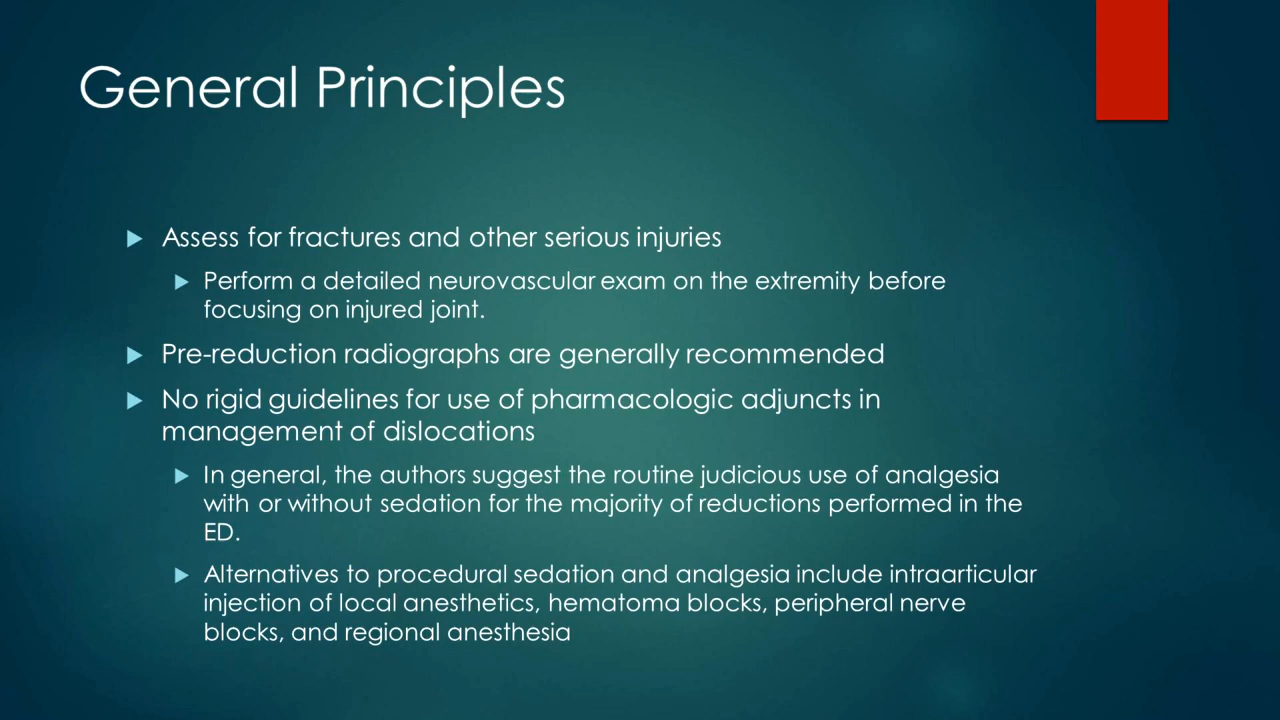 General Principles
Assess for fractures and other serious injuries
Perform a detailed neurovascular exam on the extremity before
focusing on injured joint.
Pre-reduction radiographs are generally recommended
No rigid guidelines for use of pharmacologic adjuncts in
management of dislocations
In general, the authors suggest the routine judicious use of analgesia
with or without sedation for the majority of reductions performed in the
ED.
Alternatives to procedural sedation and analgesia include intraarticular
injection of local anesthetics, hematoma blocks, peripheral nerve
blocks, and regional anesthesia